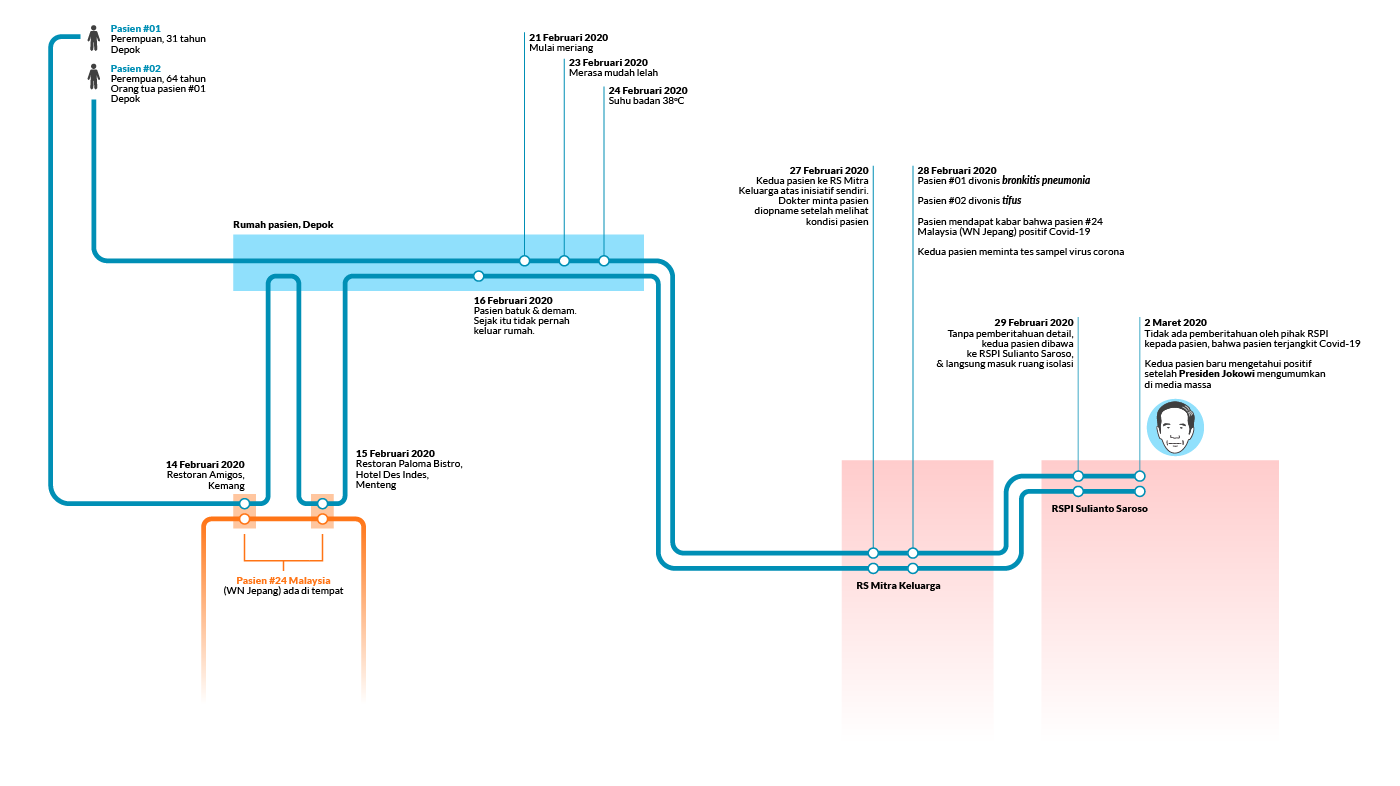 Pasien #01
Perempuan, 31 tahun
Depok
Pasien #02
Perempuan, 64 tahun
Orang tua pasien #01
Depok
21 Februari 2020
Mulai meriang
23 Februari 2020
Merasa mudah lelah
24 Februari 2020
Suhu badan 38ºC
27 Februari 2020
Kedua pasien ke RS Mitra
Keluarga atas inisiatif sendiri.
Dokter minta pasien
diopname setelah melihat
kondisi pasien
28 Februari 2020
Pasien #01 divonis bronkitis pneumonia
Pasien #02 divonis tifus
Pasien mendapat kabar bahwa pasien #24
Malaysia (WN Jepang) positif Covid-19
Kedua pasien meminta tes sampel virus corona
Rumah pasien, Depok
16 Februari 2020
Pasien batuk & demam.
Sejak itu tidak pernah
keluar rumah.
29 Februari 2020
Tanpa pemberitahuan detail,
kedua pasien dibawa
ke RSPI Sulianto Saroso,
& langsung masuk ruang isolasi
2 Maret 2020
Tidak ada pemberitahuan oleh pihak RSPI
kepada pasien, bahwa pasien terjangkit Covid-19
Kedua pasien baru mengetahui positif
setelah Presiden Jokowi mengumumkan
di media massa
14 Februari 2020
Restoran Amigos,
Kemang
15 Februari 2020
Restoran Paloma Bistro,
Hotel Des Indes,
Menteng
RSPI Sulianto Saroso
Pasien #24 Malaysia
(WN Jepang) ada di tempat
RS Mitra Keluarga